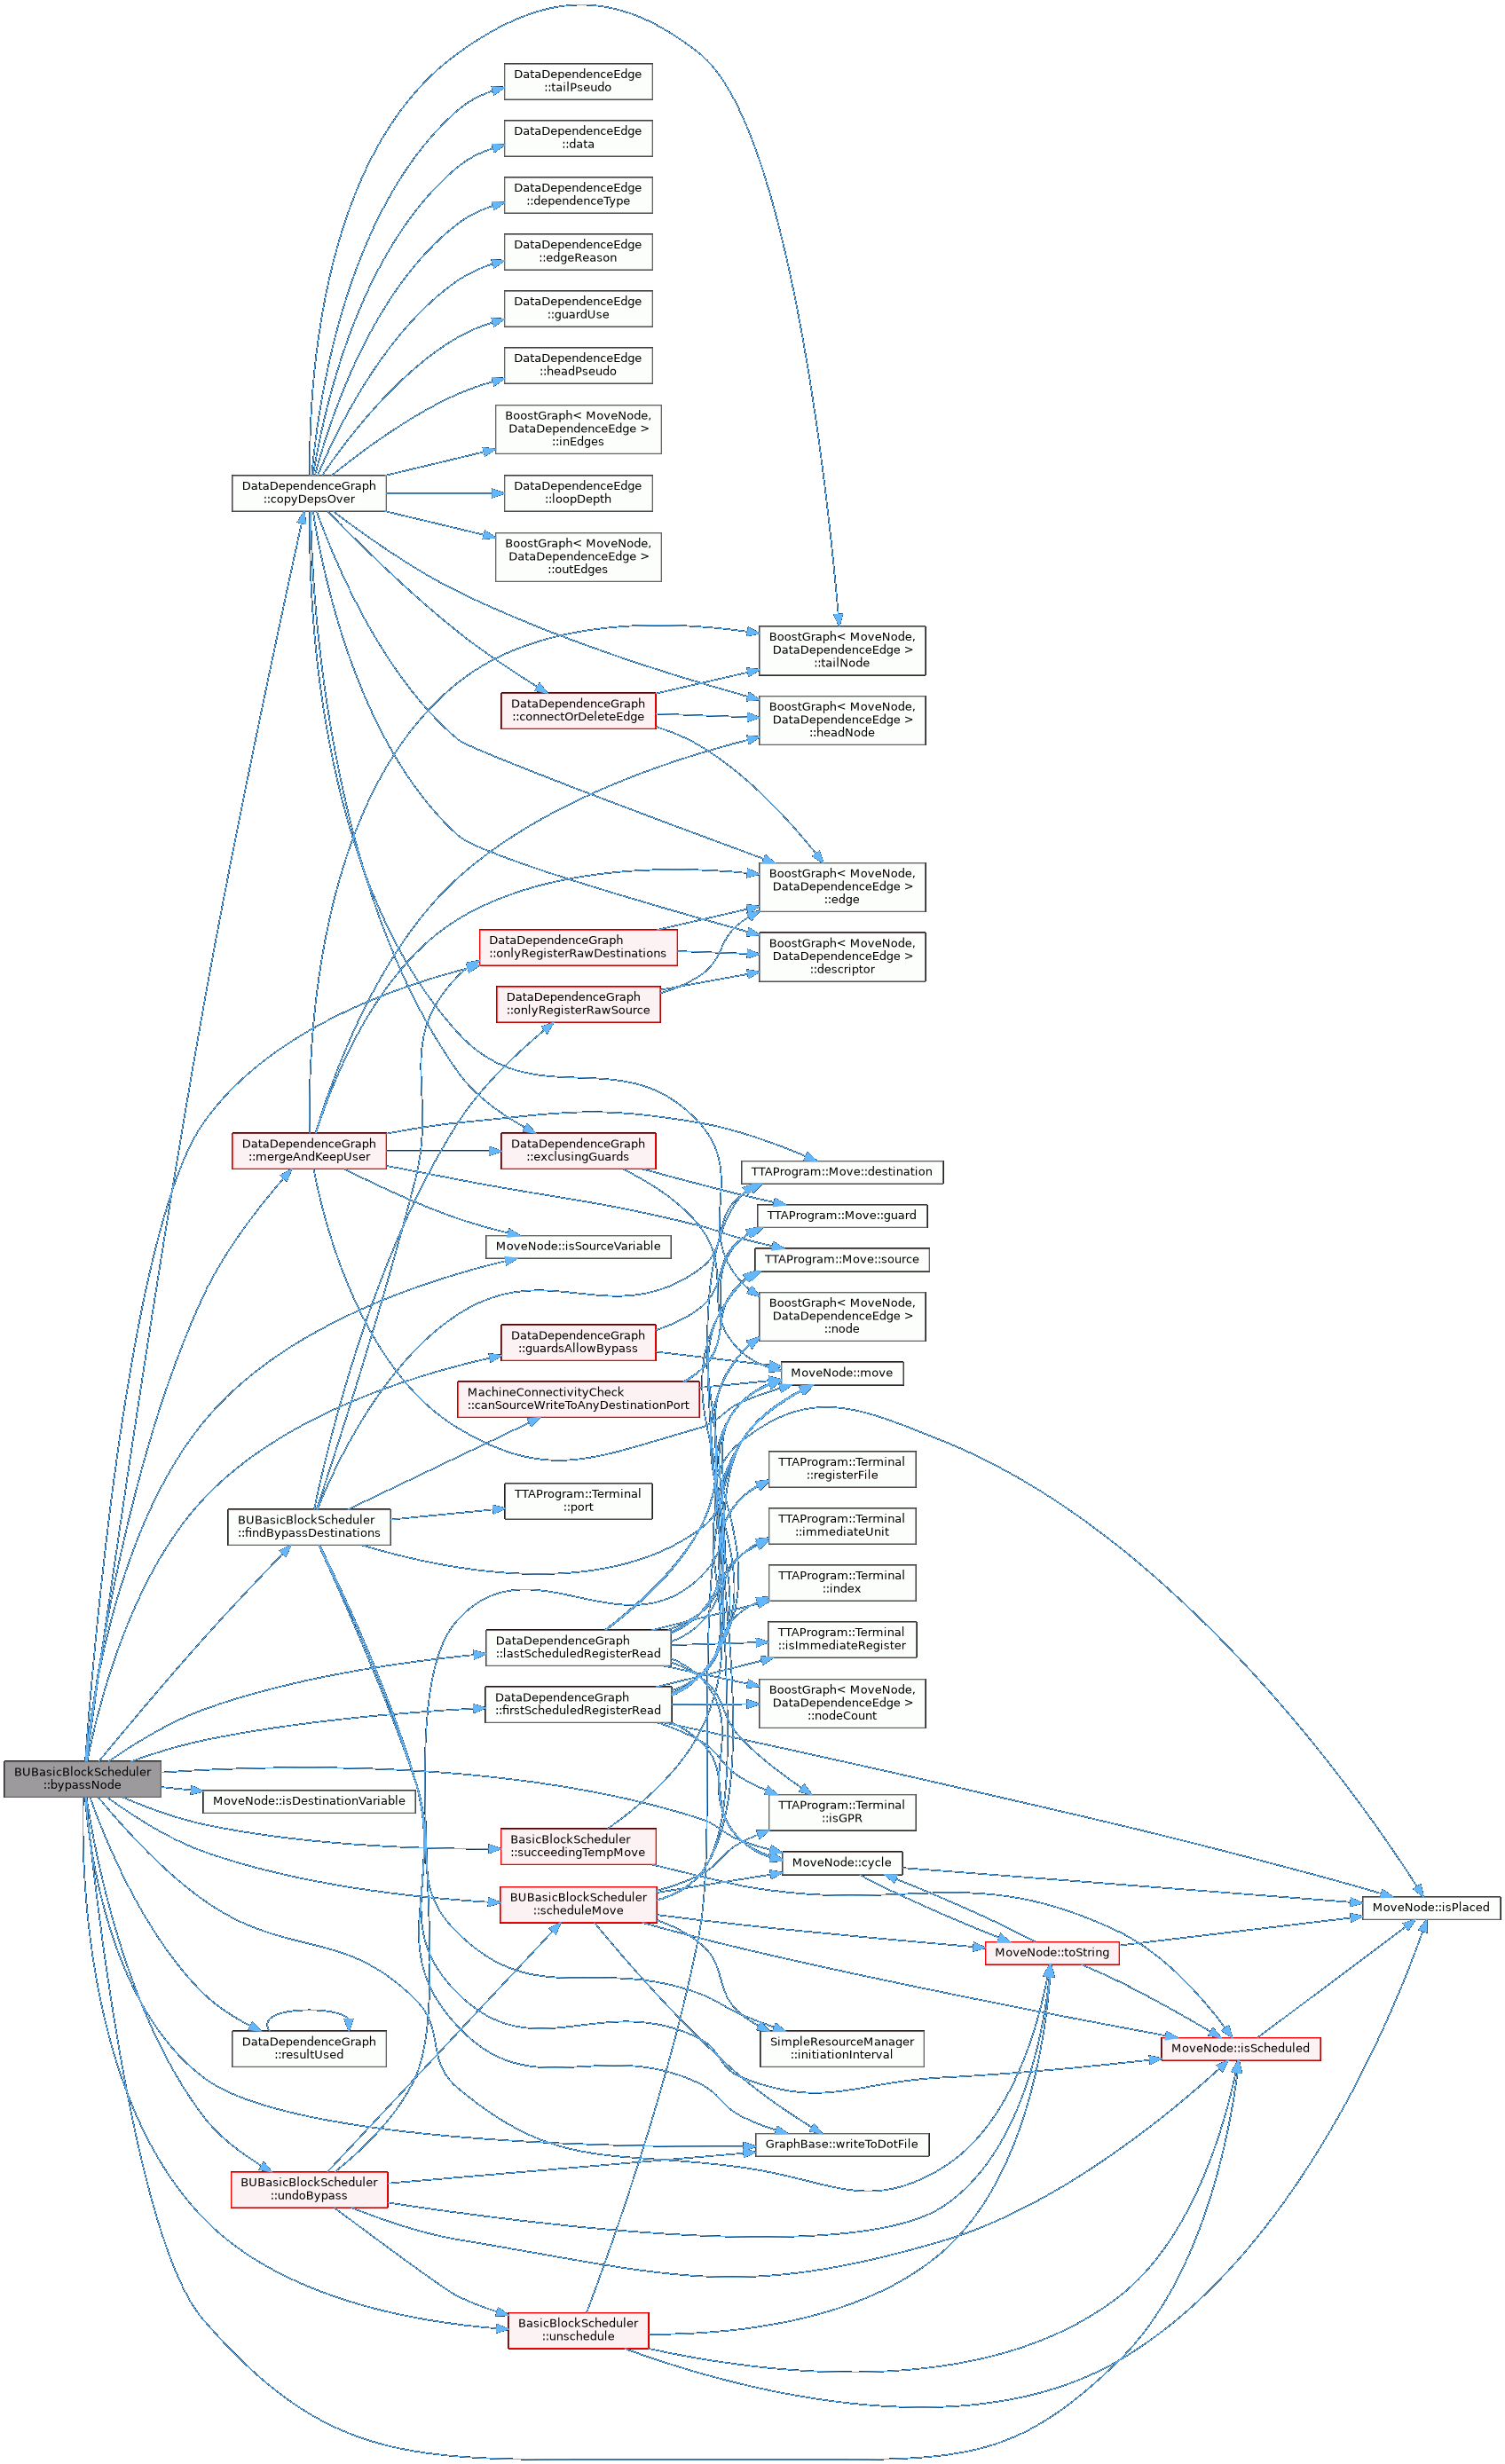 DataDependenceEdge
::tailPseudo
DataDependenceEdge
::data
DataDependenceEdge
::dependenceType
DataDependenceEdge
::edgeReason
DataDependenceEdge
::guardUse
DataDependenceEdge
::headPseudo
BoostGraph< MoveNode,
DataDependenceEdge >
::inEdges
DataDependenceGraph
::copyDepsOver
DataDependenceEdge
::loopDepth
BoostGraph< MoveNode,
DataDependenceEdge >
::outEdges
BoostGraph< MoveNode,
DataDependenceEdge >
::tailNode
DataDependenceGraph
::connectOrDeleteEdge
BoostGraph< MoveNode,
DataDependenceEdge >
::headNode
BoostGraph< MoveNode,
DataDependenceEdge >
::edge
DataDependenceGraph
::onlyRegisterRawDestinations
BoostGraph< MoveNode,
DataDependenceEdge >
::descriptor
DataDependenceGraph
::onlyRegisterRawSource
DataDependenceGraph
::mergeAndKeepUser
DataDependenceGraph
::exclusingGuards
TTAProgram::Move::destination
TTAProgram::Move::guard
MoveNode::isSourceVariable
TTAProgram::Move::source
BoostGraph< MoveNode,
DataDependenceEdge >
::node
DataDependenceGraph
::guardsAllowBypass
MoveNode::move
MachineConnectivityCheck
::canSourceWriteToAnyDestinationPort
TTAProgram::Terminal
::registerFile
TTAProgram::Terminal
::port
BUBasicBlockScheduler
::findBypassDestinations
TTAProgram::Terminal
::immediateUnit
TTAProgram::Terminal
::index
DataDependenceGraph
::lastScheduledRegisterRead
TTAProgram::Terminal
::isImmediateRegister
DataDependenceGraph
::firstScheduledRegisterRead
BoostGraph< MoveNode,
DataDependenceEdge >
::nodeCount
BUBasicBlockScheduler
::bypassNode
MoveNode::isDestinationVariable
TTAProgram::Terminal
::isGPR
BasicBlockScheduler
::succeedingTempMove
MoveNode::cycle
BUBasicBlockScheduler
::scheduleMove
MoveNode::isPlaced
MoveNode::toString
DataDependenceGraph
::resultUsed
SimpleResourceManager
::initiationInterval
MoveNode::isScheduled
GraphBase::writeToDotFile
BUBasicBlockScheduler
::undoBypass
BasicBlockScheduler
::unschedule